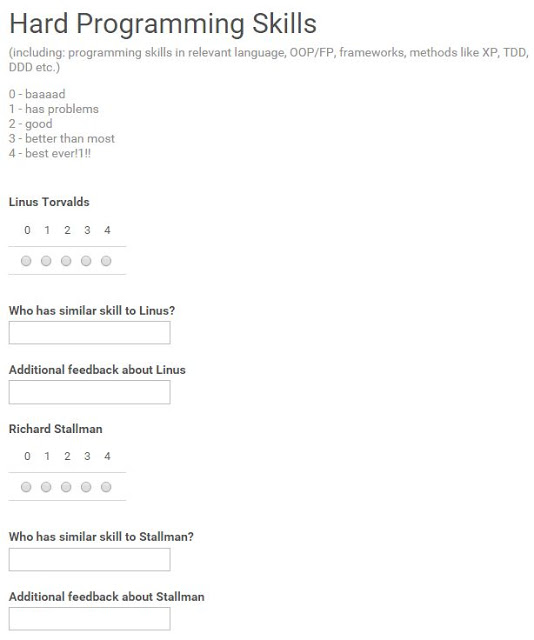 Hard Programming Skills
(including: programming skills in relevant language, OOP/FP, frameworks, methods like XP, TDD,
DDD etc.)
0 - baaaad
1 - has problems
2 - good
3 - better than most
4 - best ever!1!!
Linus Torvalds
0 1 2 3 4
Who has similar skill to Linus?
Additional feedback about Linus
Richard Stallman
0 1 2 3 4
Who has similar skill to Stallman?
Additional feedback about Stallman